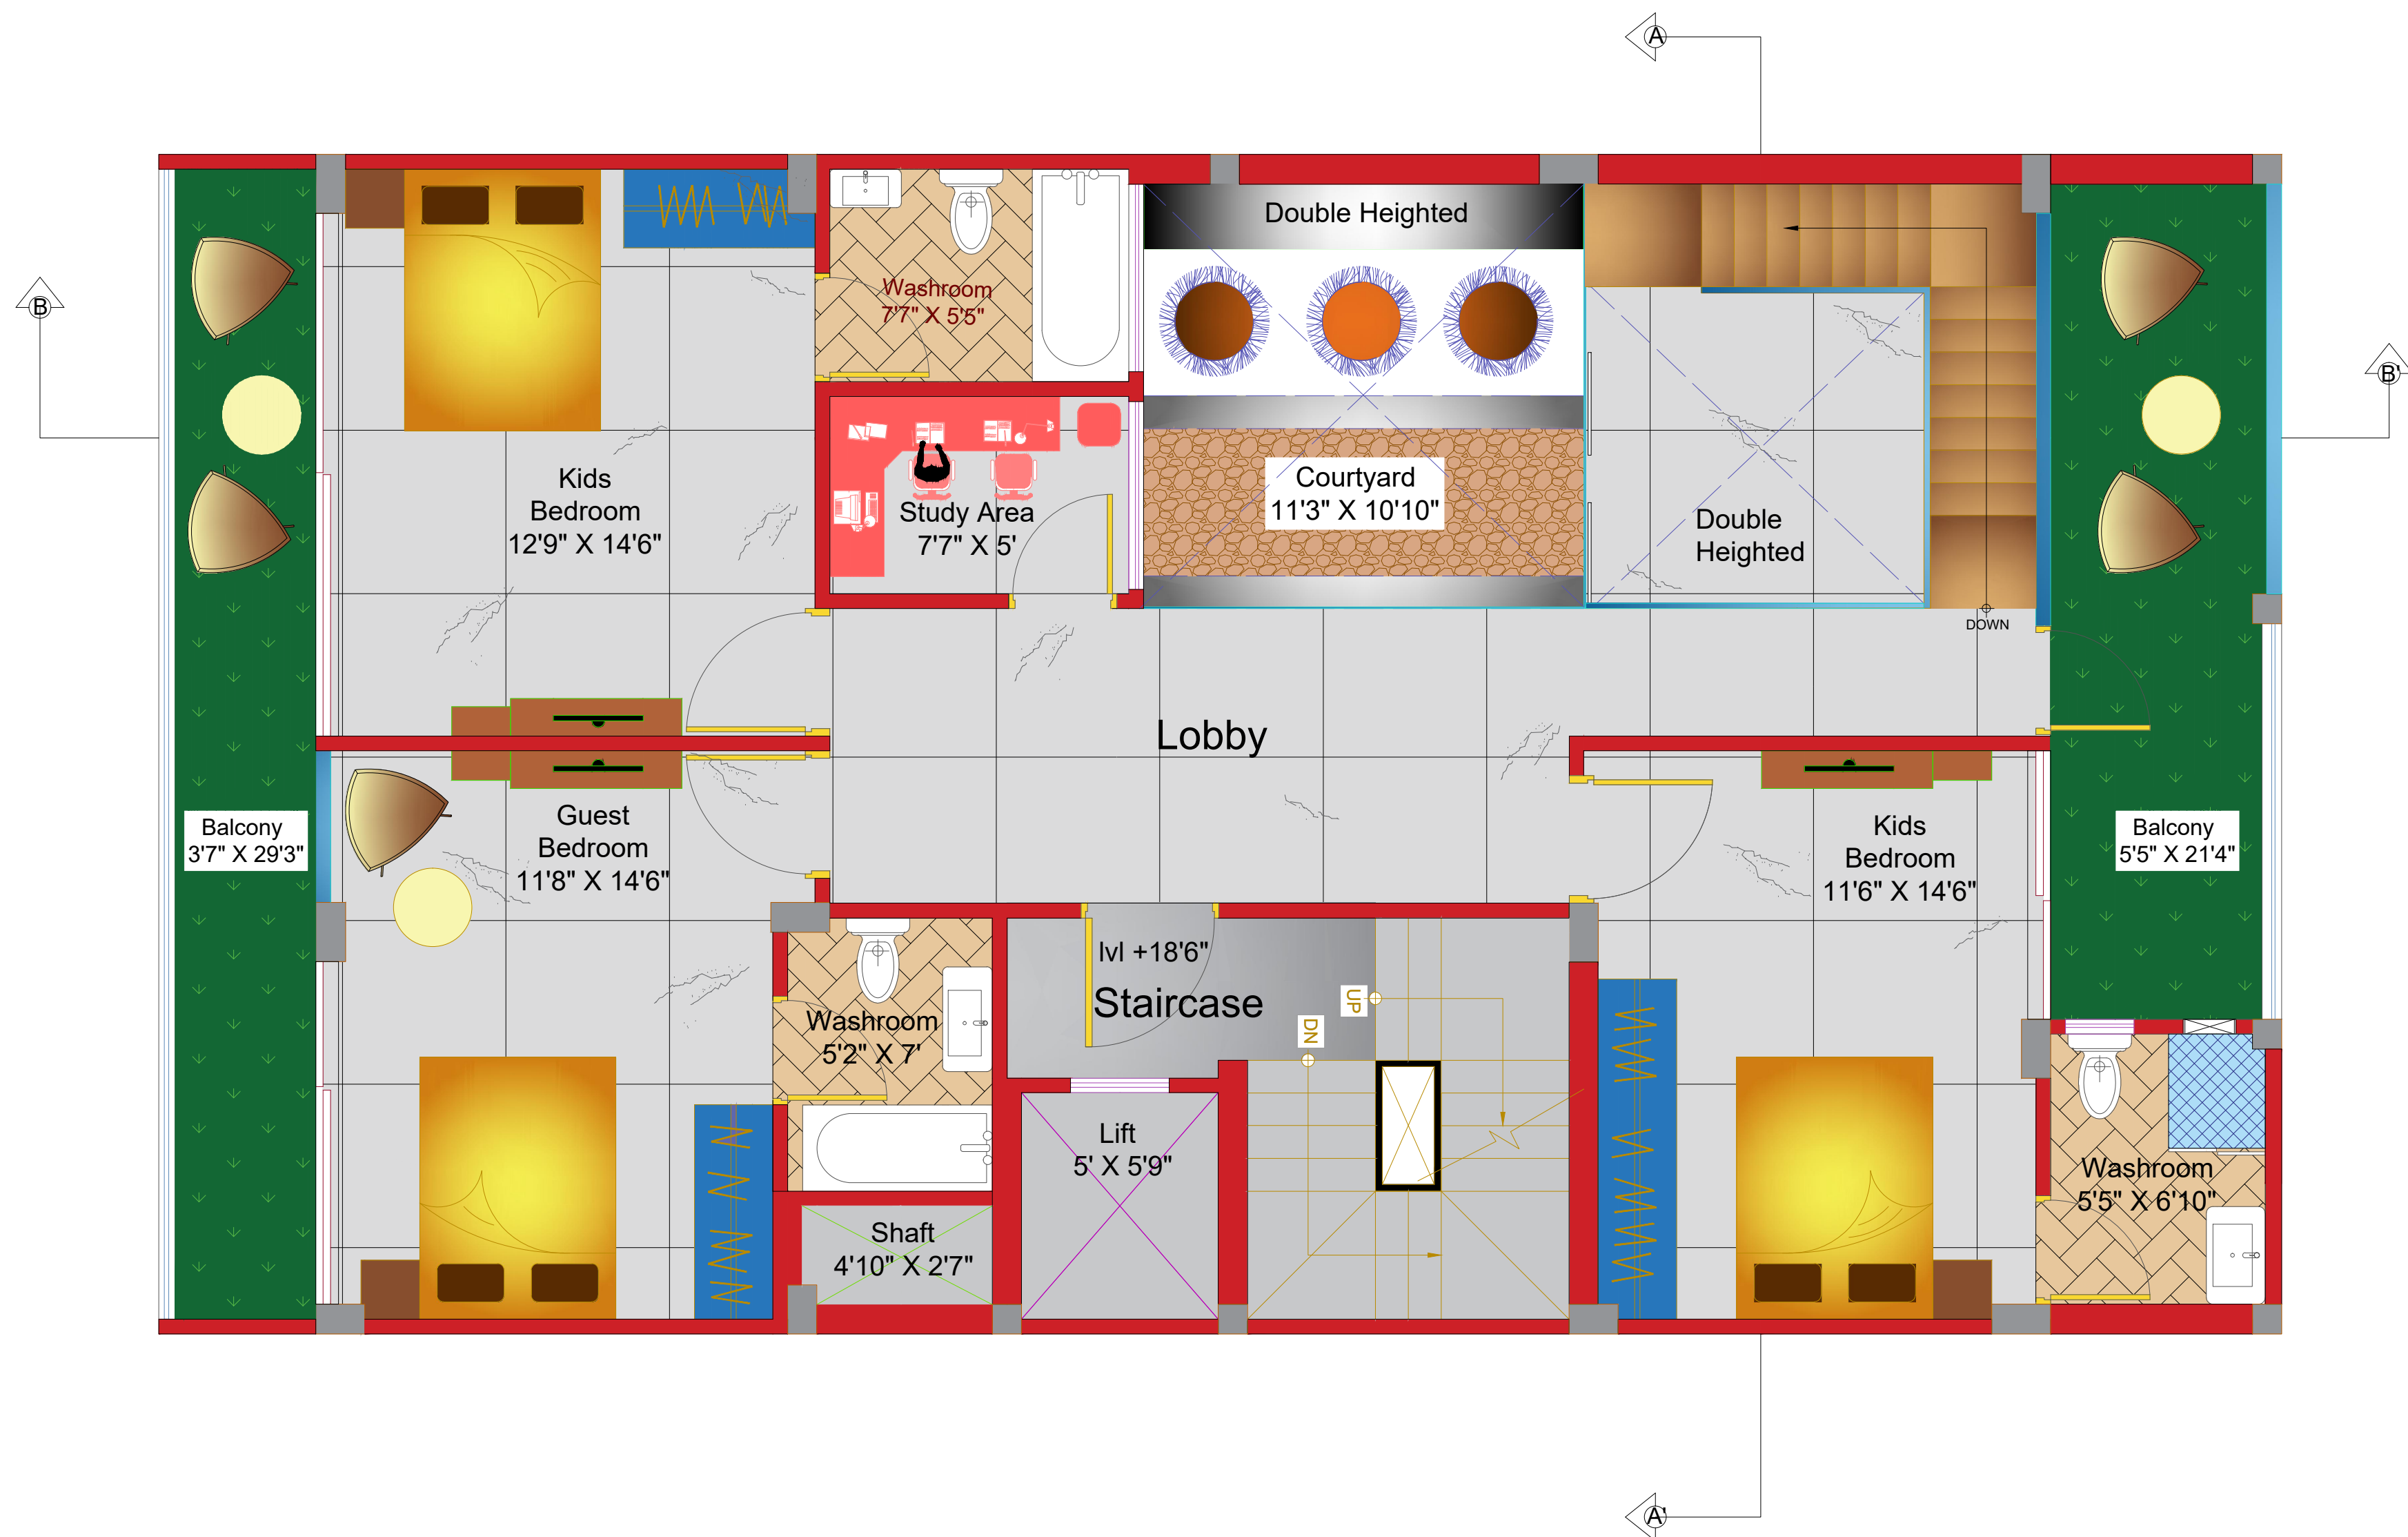 A
Double Heighted
Washroom
7'7" X 5'5"
B
B'
Kids
Bedroom
12'9" X 14'6"
Study Area
7'7" X 5'
Courtyard
11'3" X 10'10"
Double
Heighted
DOWN
Lobby
Balcony
3'7" X 29'3"
Guest
Bedroom
11'8" X 14'6"
Kids
Bedroom
11'6" X 14'6"
Balcony
5'5" X 21'4"
lvl +18'6"
Staircase
UP
DN
Washroom
5'2" X 7'
Lift
5' X 5'9"
Washroom
5'5" X 6'10"
Shaft
4'10" X 2'7"
A'